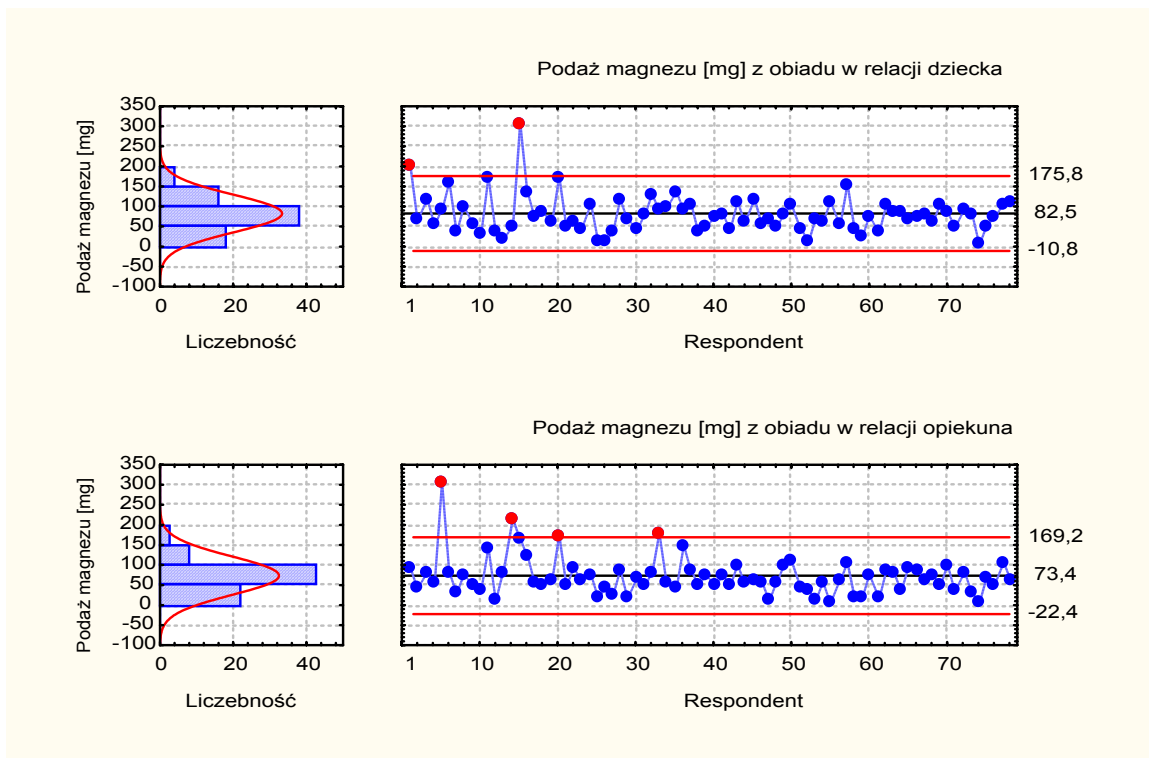 Podaż magnezu [mg] z obiadu w relacji dziecka
Podaż magnezu [mg]
350
300
250
200
150
100
50
0
-50
-100
0 20 40
Liczebność
175,8
82,5
-10,8
1 10 20 30 40 50 60 70
Respondent
Podaż magnezu [mg] z obiadu w relacji opiekuna
Podaż magnezu [mg]
350
300
250
200
150
100
50
0
-50
-100
0 20 40
Liczebność
169,2
73,4
-22,4
1 10 20 30 40 50 60 70
Respondent